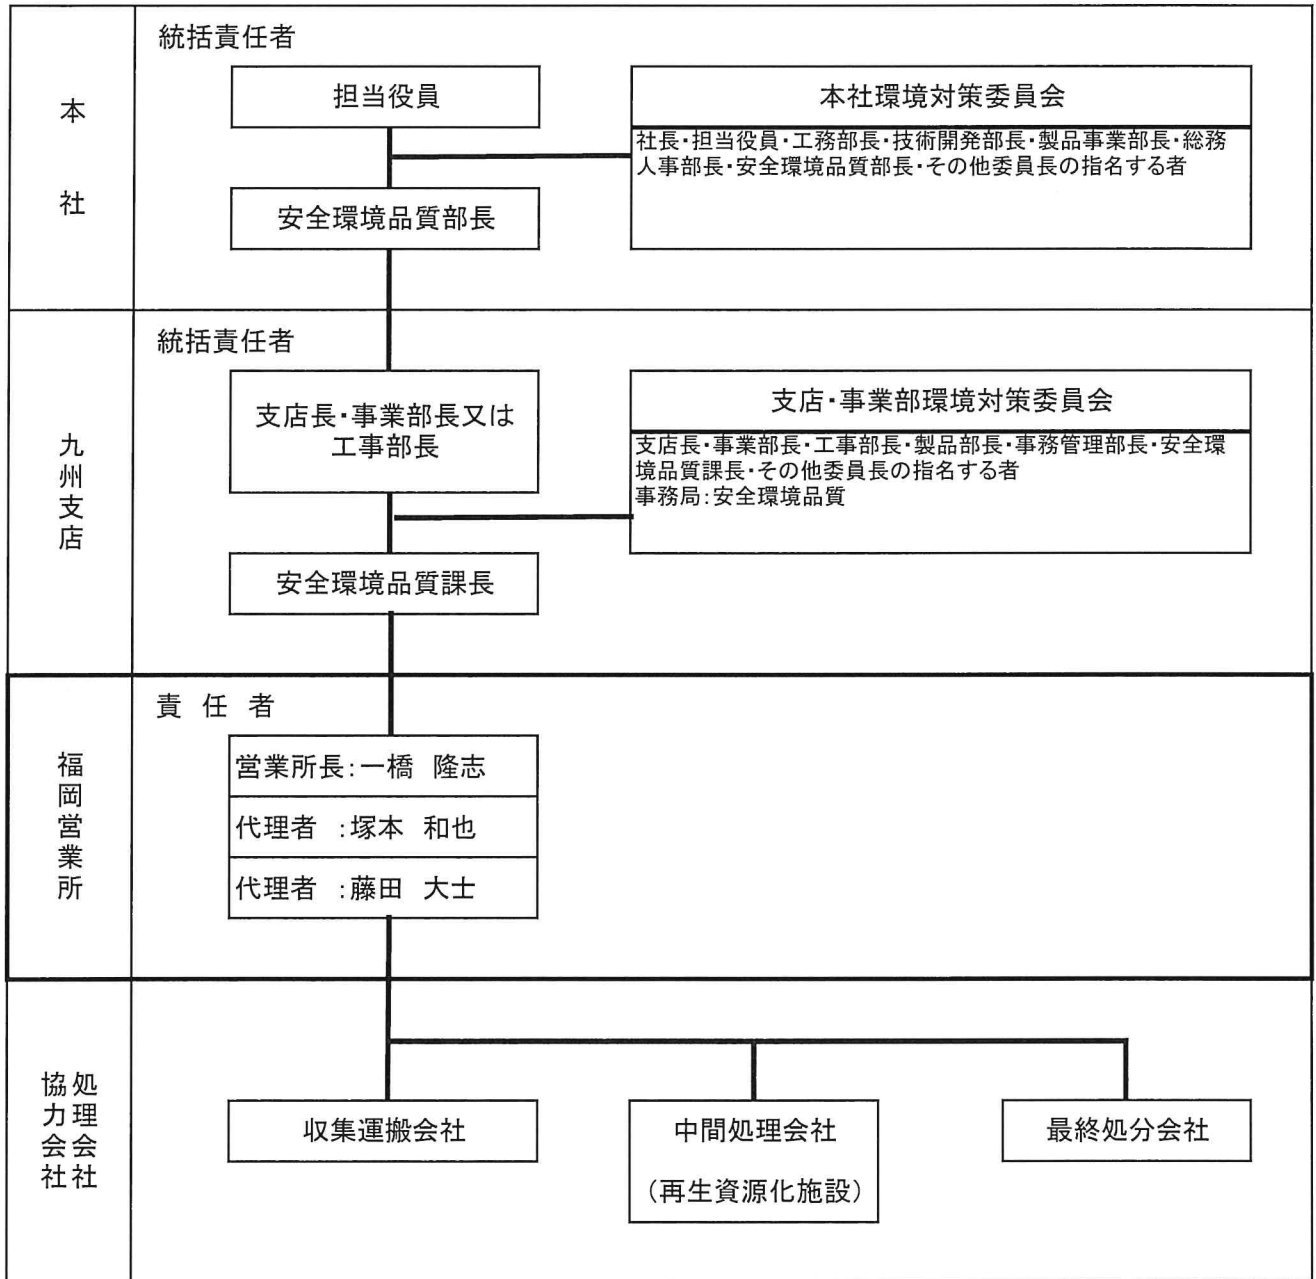 本社
統括責任者
担当役員
本社環境対策委員会
社長・担当役員・工務部長・技術開発部長・製品事業部長・総務
人事部長・安全環境品質部長・その他委員長の指名する者
安全環境品質部長
九州支店
統括責任者
支店長・事業部長又は
工事部長
支店・事業部環境対策委員会
支店長・事業部長・工事部長・製品部長・事務管理部長・安全環
境品質課長・その他委員長の指名する者
事務局:安全環境品質
安全環境品質課長
福岡営業所
責 任 者
営業所長:一橋 隆志
代理者 :塚本 和也
代理者 :藤田 大士
処理会社
協力会社
収集運搬会社
中間処理会社
(再生資源化施設)
最終処分会社